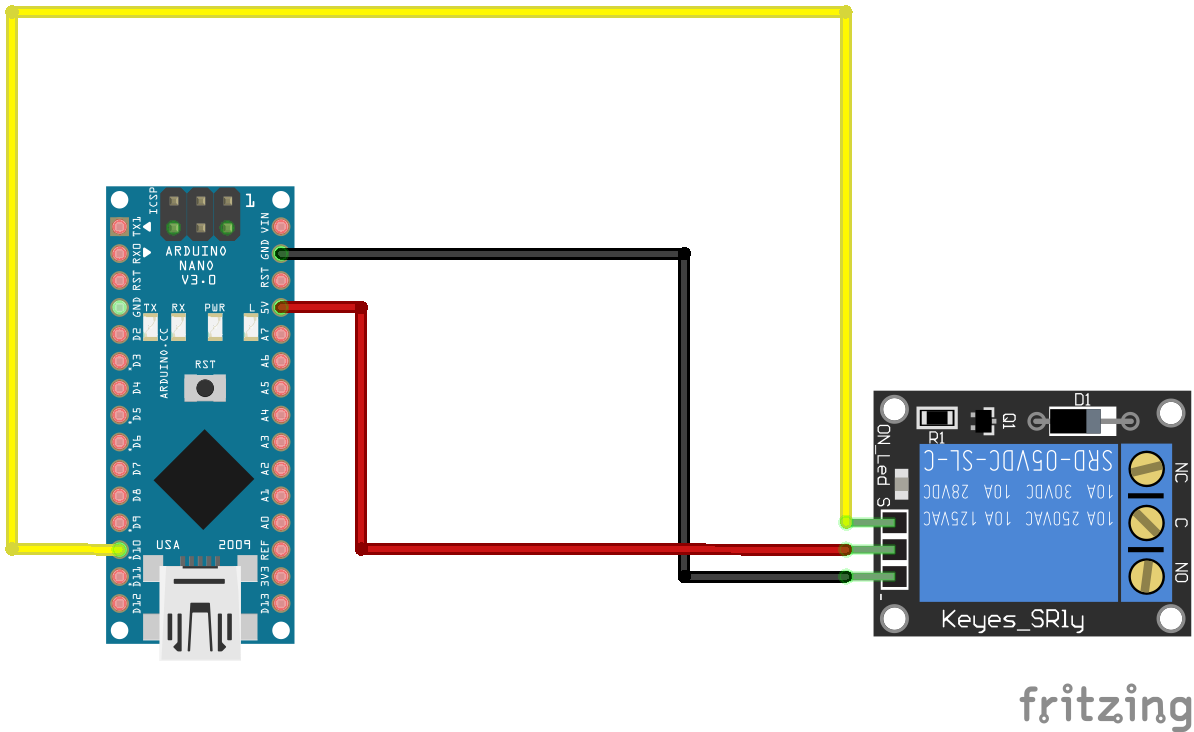 ICSP
1
TX1
RX0
RST
GND
D2
D3
D4
D5
D6
D7
D8
D9
D10
D11
D12
ARDUINO
NANO
V3.0
TX RX PWR L
ARDUINO.CC
RST
USA 2009
VIN
GND
RST
5V
A7
A6
A5
A4
A3
A2
A1
A0
REF
3V3
D13
D1
Q1
R1
ON_Led
S
-
SRD-05VDC-SL-C
10A 30VDC 10A 28VDC
10A 250VAC 10A 125VAC
NC
C
NO
Keyes_SRly
fritzing